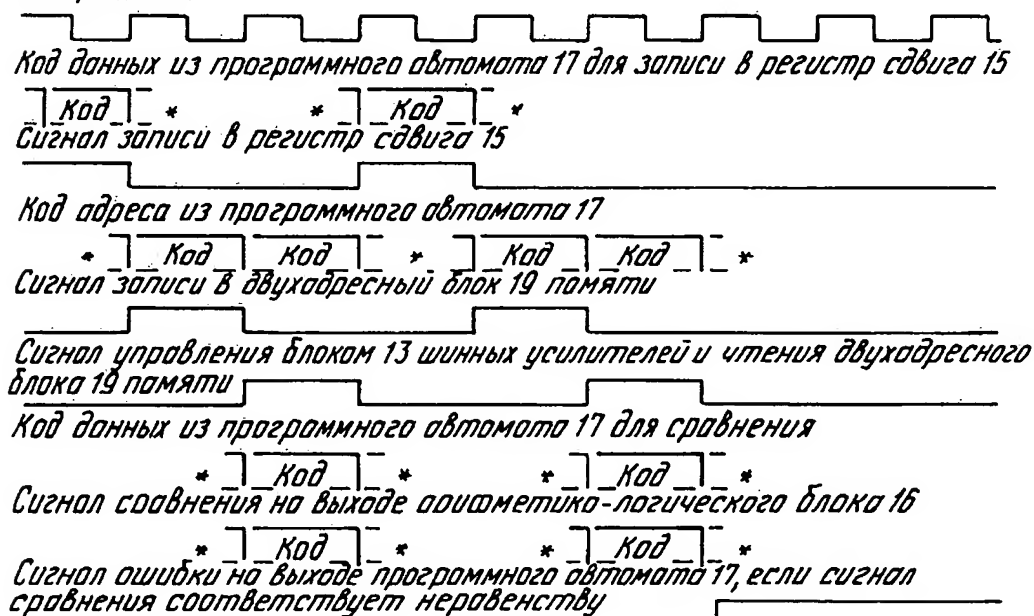 Код данных из программного автомата 17 для записи в регистр сдвига 15
Код * * Код *
Сигнал записи в регистр сдвига 15
Код адреса из программного автомата 17
* Код Код * Код Код *
Сигнал записи в двухадресный блок 19 памяти
Сигнал управления блоком 13 шинных усилителей и чтения двухадресного
блока 19 памяти
Код данных из программного автомата 17 для сравнения
* Код * * Код *
Сигнал сравнения на выходе арифметико-логического блока 16
* Код * * Код *
Сигнал ошибки на выходе программного автомата 17, если сигнал
сравнения соответствует неравенству